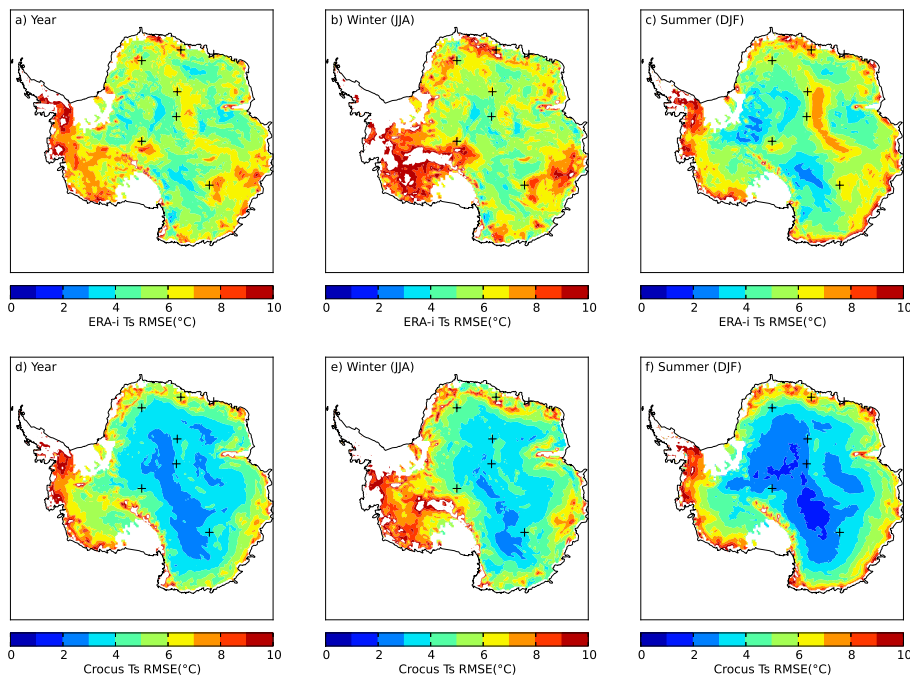 a) Year
b) Winter (JJA)
c) Summer (DJF)
0 2 4 6 8 10
0 2 4 6 8 10
0 2 4 6 8 10
ERA-i Ts RMSE(°C)
ERA-i Ts RMSE(°C)
ERA-i Ts RMSE(°C)
d) Year
e) Winter (JJA)
f) Summer (DJF)
0 2 4 6 8 10
0 2 4 6 8 10
0 2 4 6 8 10
Crocus Ts RMSE(°C)
Crocus Ts RMSE(°C)
Crocus Ts RMSE(°C)